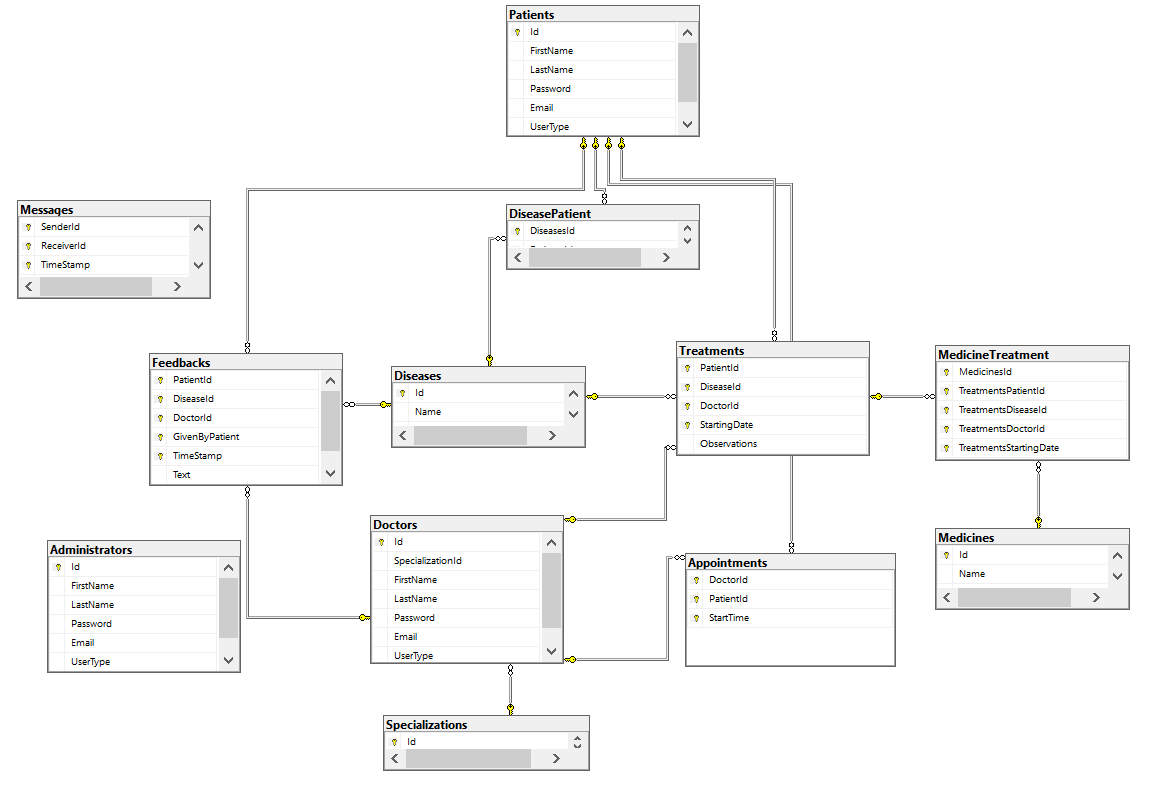 Patients
Id
FirstName
LastName
Password
Email
UserType
Messages
SenderId
ReceiverId
TimeStamp
DiseasePatient
DiseasesId
Feedbacks
PatientId
DiseaseId
DoctorId
GivenByPatient
TimeStamp
Text
Diseases
Id
Name
Treatments
PatientId
DiseaseId
DoctorId
StartingDate
Observations
MedicineTreatment
MedicinesId
TreatmentsPatientId
TreatmentsDiseaseId
TreatmentsDoctorId
TreatmentsStartingDate
Administrators
Id
FirstName
LastName
Password
Email
UserType
Doctors
Id
SpecializationId
FirstName
LastName
Password
Email
UserType
Appointments
DoctorId
PatientId
StartTime
Medicines
Id
Name
Specializations
Id